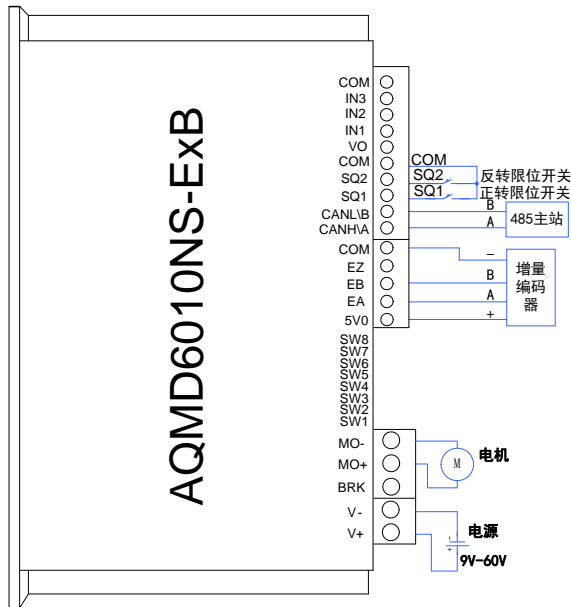 AQMD6010NS-ExB
COM
IN3
IN2
IN1
VO
COM
SQ2
SQ1
CANL\B
CANH\A
COM
EZ
EB
EA
5V0
SW8
SW7
SW6
SW5
SW4
SW3
SW2
SW1
MO-
MO+
BRK
V-
V+
COM
SQ2
反转限位开关
SQ1
正转限位开关
B
A
485主站
-
B
A
+
增量
编码
器
M
电机
-
+
电源
9V-60V